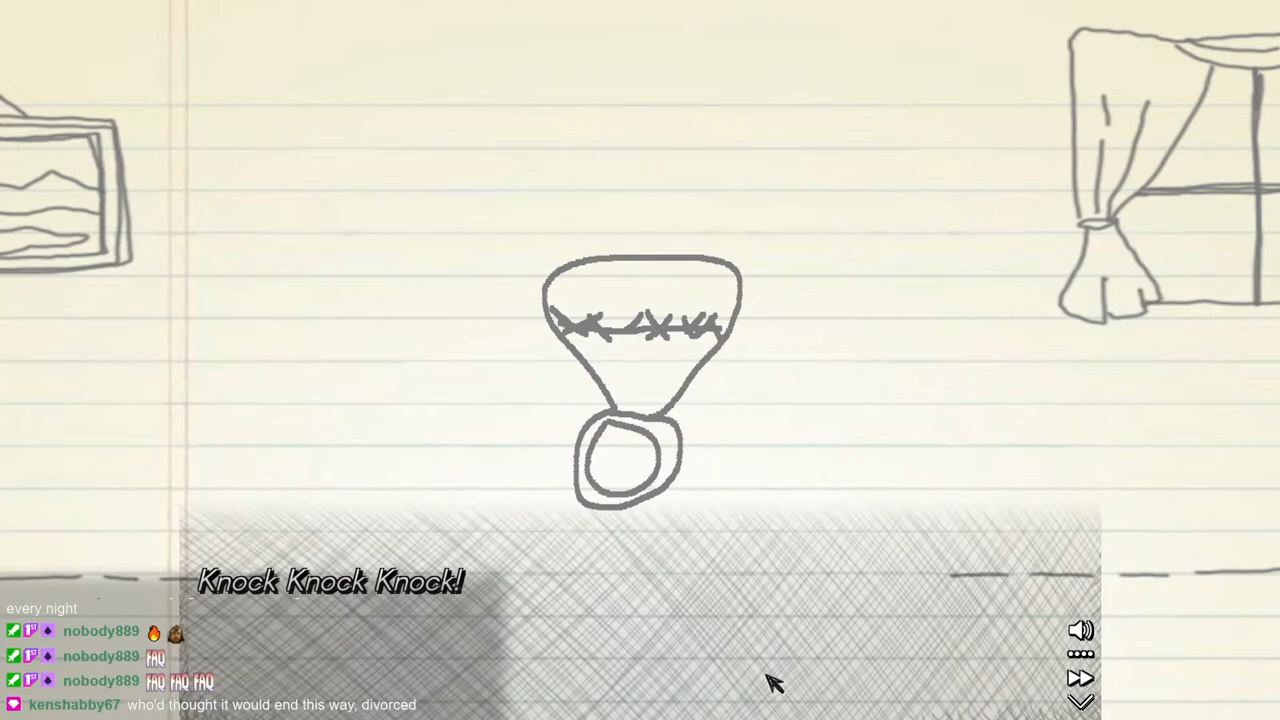 Knock Knock Knock!
every night
nobody889
nobody889 FAQ
nobody889 FAQ FAQ FAQ
kenshabby67 who'd thought it would end this way, divorced